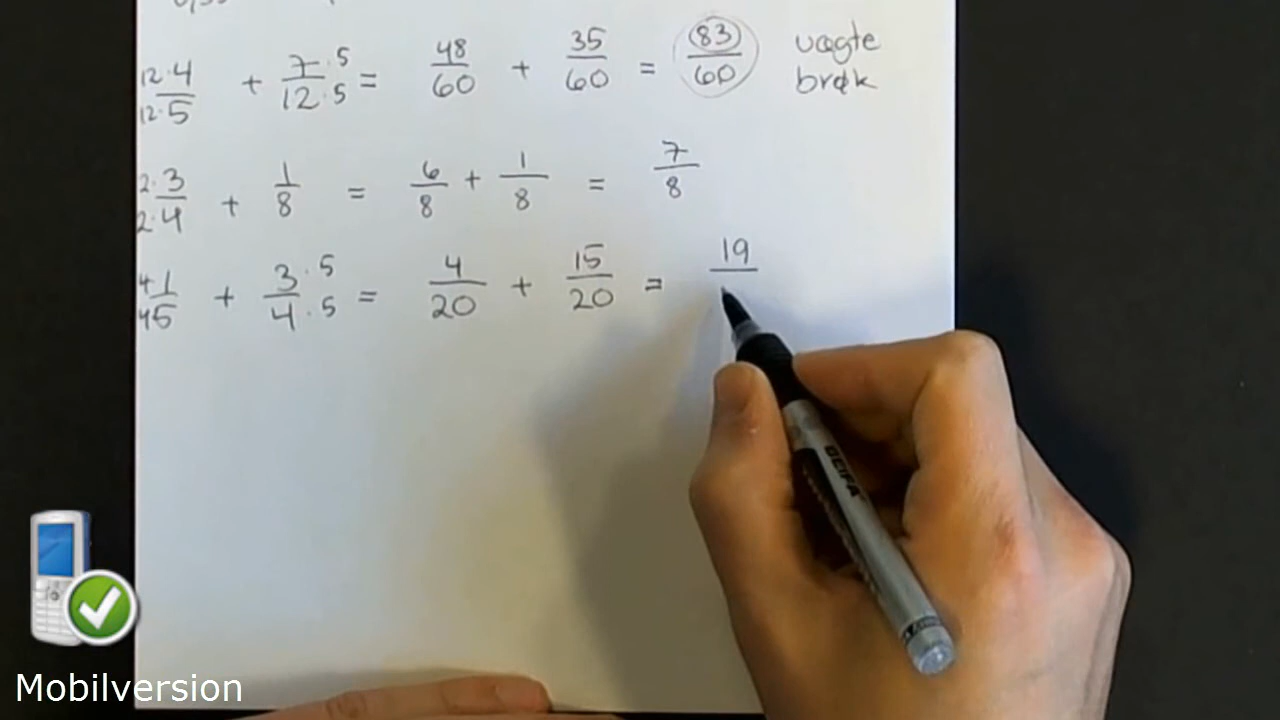 12·4/12·5 + 7·5/12·5 = 48/60 + 35/60 = 83/60 uægte brøk
2·3/2·4 + 1/8 = 6/8 + 1/8 = 7/8
4·1/4·5 + 3·5/4·5 = 4/20 + 15/20 = 19
Mobilversion